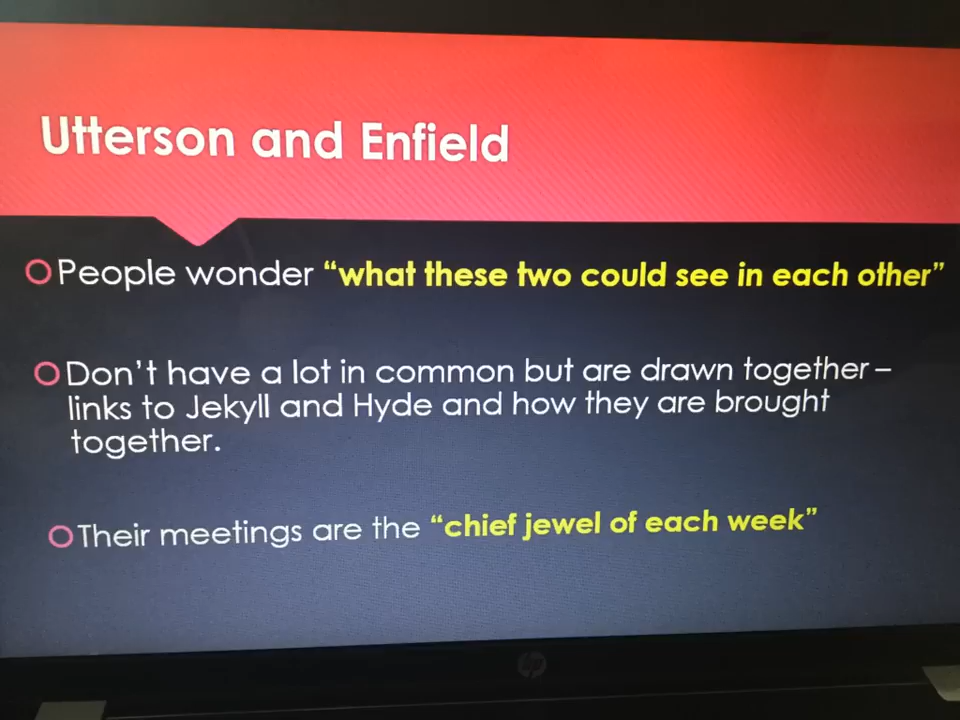 Utterson and Enfield
People wonder “what these two could see in each other”
Don’t have a lot in common but are drawn together –
links to Jekyll and Hyde and how they are brought
together.
Their meetings are the “chief jewel of each week”
hp